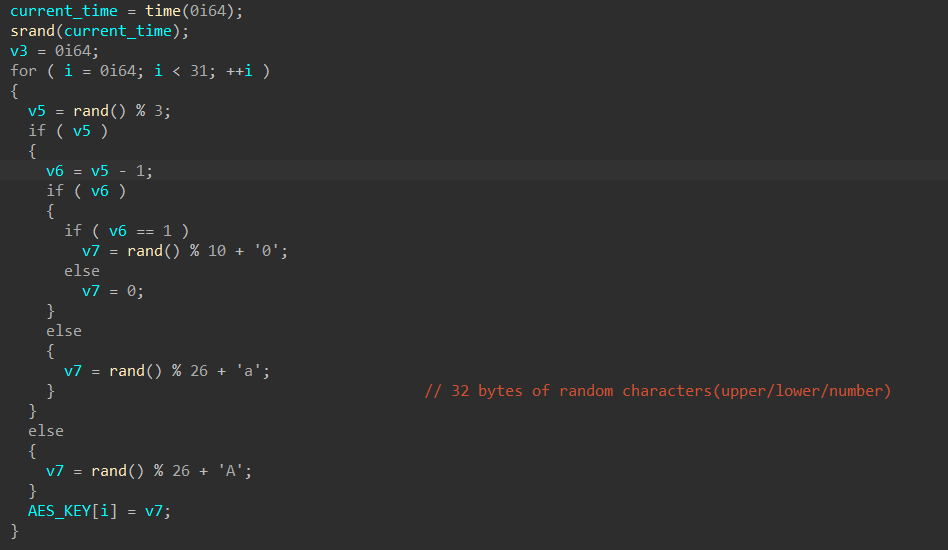 current_time = time(0i64);
srand(current_time);
v3 = 0i64;
for ( i = 0i64; i < 31; ++i )
{
  v5 = rand() % 3;
  if ( v5 )
  {
    v6 = v5 - 1;
    if ( v6 )
    {
      if ( v6 == 1 )
        v7 = rand() % 10 + '0';
      else
        v7 = 0;
    }
    else
    {
      v7 = rand() % 26 + 'a';
    }                                         // 32 bytes of random characters(upper/lower/number)
  }
  else
  {
    v7 = rand() % 26 + 'A';
  }
  AES_KEY[i] = v7;
}